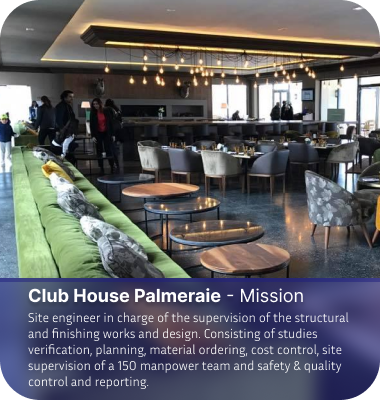 Club House Palmeraie - Mission
Site engineer in charge of the supervision of the structural
and finishing works and design. Consisting of studies
verification, planning, material ordering, cost control, site
supervision of a 150 manpower team and safety & quality
control and reporting.